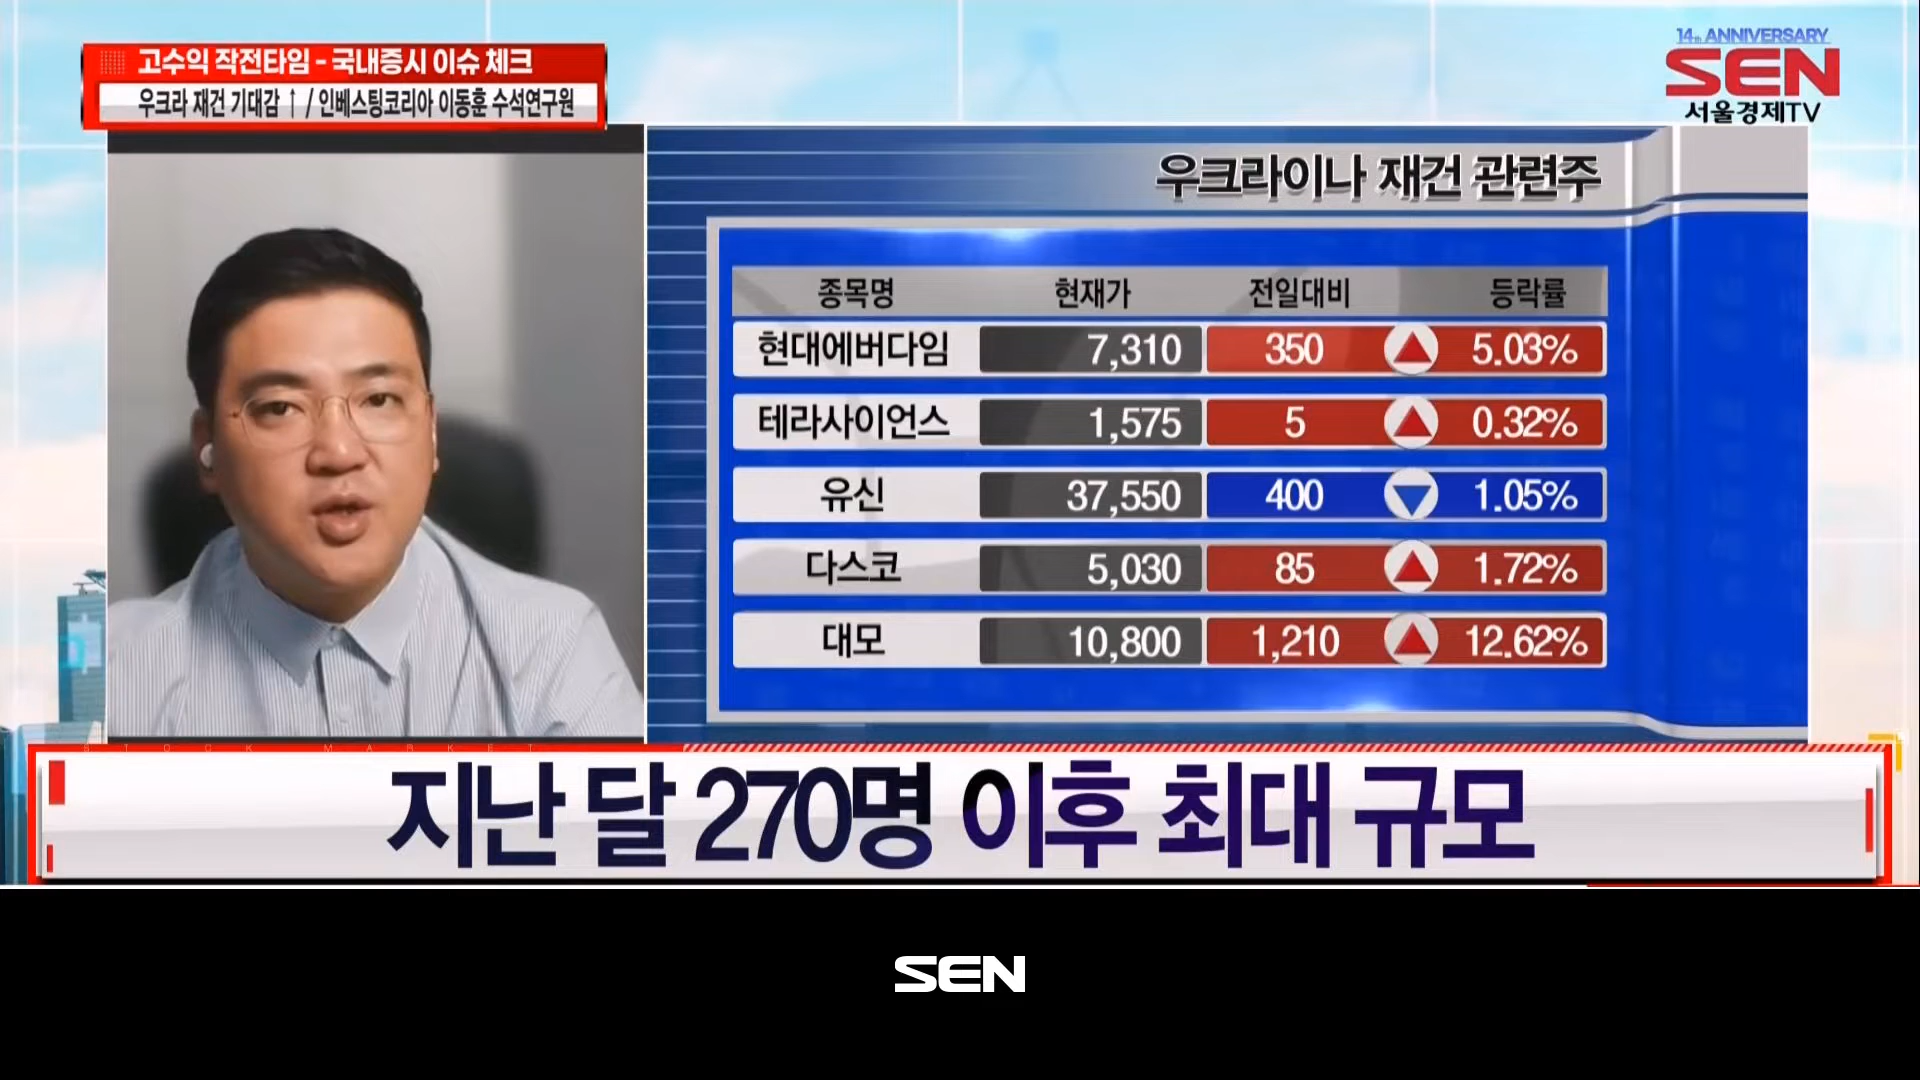 고수익 작전타임 - 국내증시 이슈 체크
우크라 재건 기대감 ↑ / 인베스팅코리아 이동훈 수석연구원
14th ANNIVERSARY
SEN
서울경제TV
우크라이나 재건 관련주
종목명 현재가 전일대비 등락률
현대에버다임 7,310 350 ▲ 5.03%
테라사이언스 1,575 5 ▲ 0.32%
유신 37,550 400 ▼ 1.05%
다스코 5,030 85 ▲ 1.72%
대모 10,800 1,210 ▲ 12.62%
STOCK MARKET
지난 달 270명 이후 최대 규모
SEN